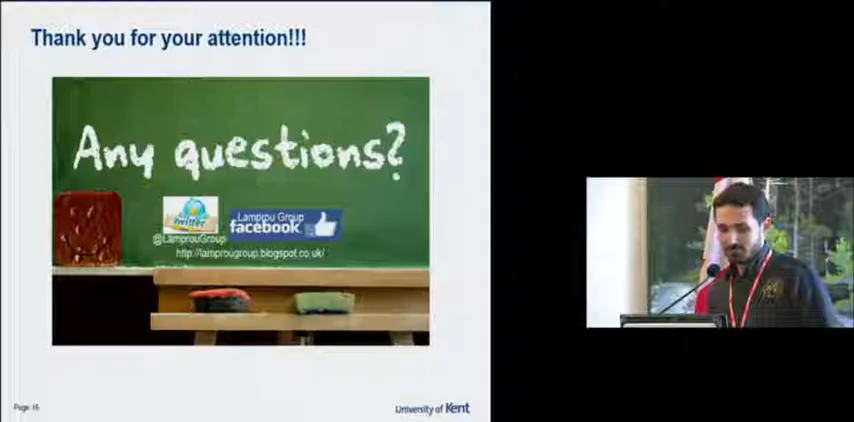 Thank you for your attention!!!
Any questions?
twitter
Lamprou Group
facebook
@LamprouGroup
http://lamprougroup.blogspot.co.uk/
Page: 16
University of Kent